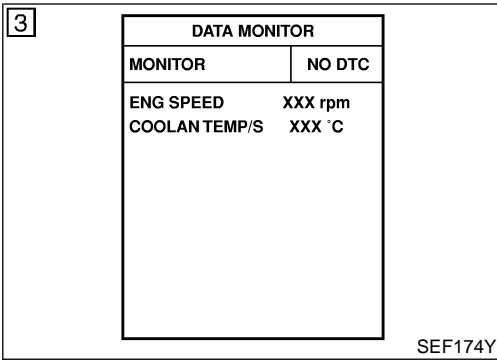 3
DATA MONITOR
MONITOR NO DTC
ENG SPEED XXX rpm
COOLAN TEMP/S XXX °C
SEF174Y